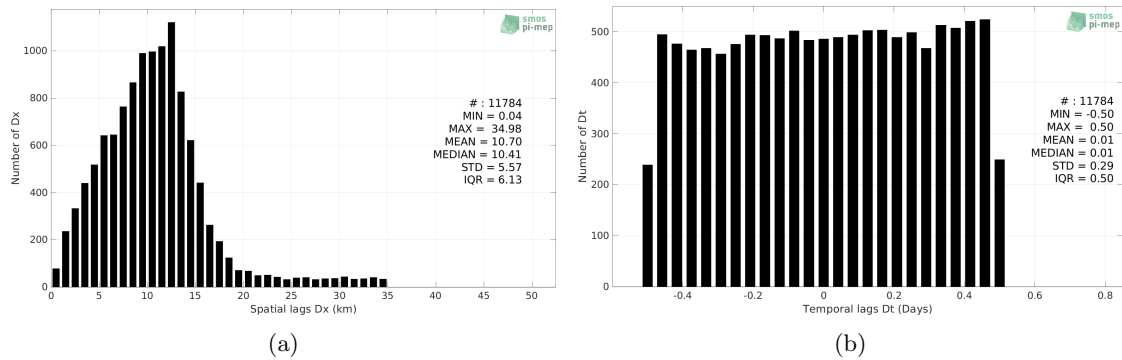 smos
pi-mep
# : 11784
MIN = 0.04
MAX = 34.98
MEAN = 10.70
MEDIAN = 10.41
STD = 5.57
IQR = 6.13
Number of Dx
1000
800
600
400
200
0
0 5 10 15 20 25 30 35 40 45 50
Spatial lags Dx (km)
(a)
smos
pi-mep
# : 11784
MIN = -0.50
MAX = 0.50
MEAN = 0.01
MEDIAN = 0.01
STD = 0.29
IQR = 0.50
Number of Dt
500
400
300
200
100
0
-0.4 -0.2 0 0.2 0.4 0.6 0.8
Temporal lags Dt (Days)
(b)